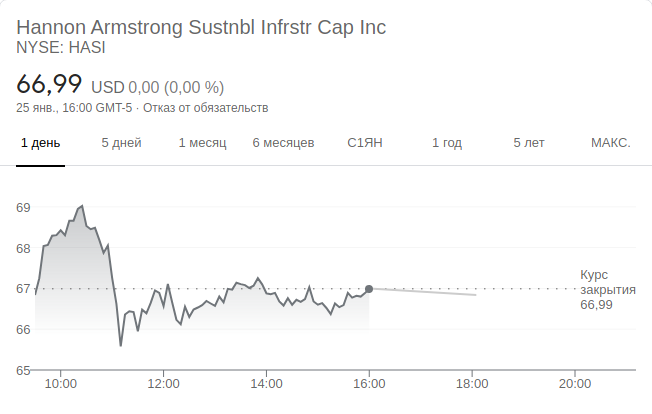 Hannon Armstrong Sustnbl Infrstr Cap Inc
NYSE: HASI
66,99 USD 0,00 (0,00 %)
25 янв., 16:00 GMT-5 · Отказ от обязательств
1 день 5 дней 1 месяц 6 месяцев С1ЯН 1 год 5 лет МАКС.
69
68
67
66
65
Курс
закрытия
66,99
10:00 12:00 14:00 16:00 18:00 20:00